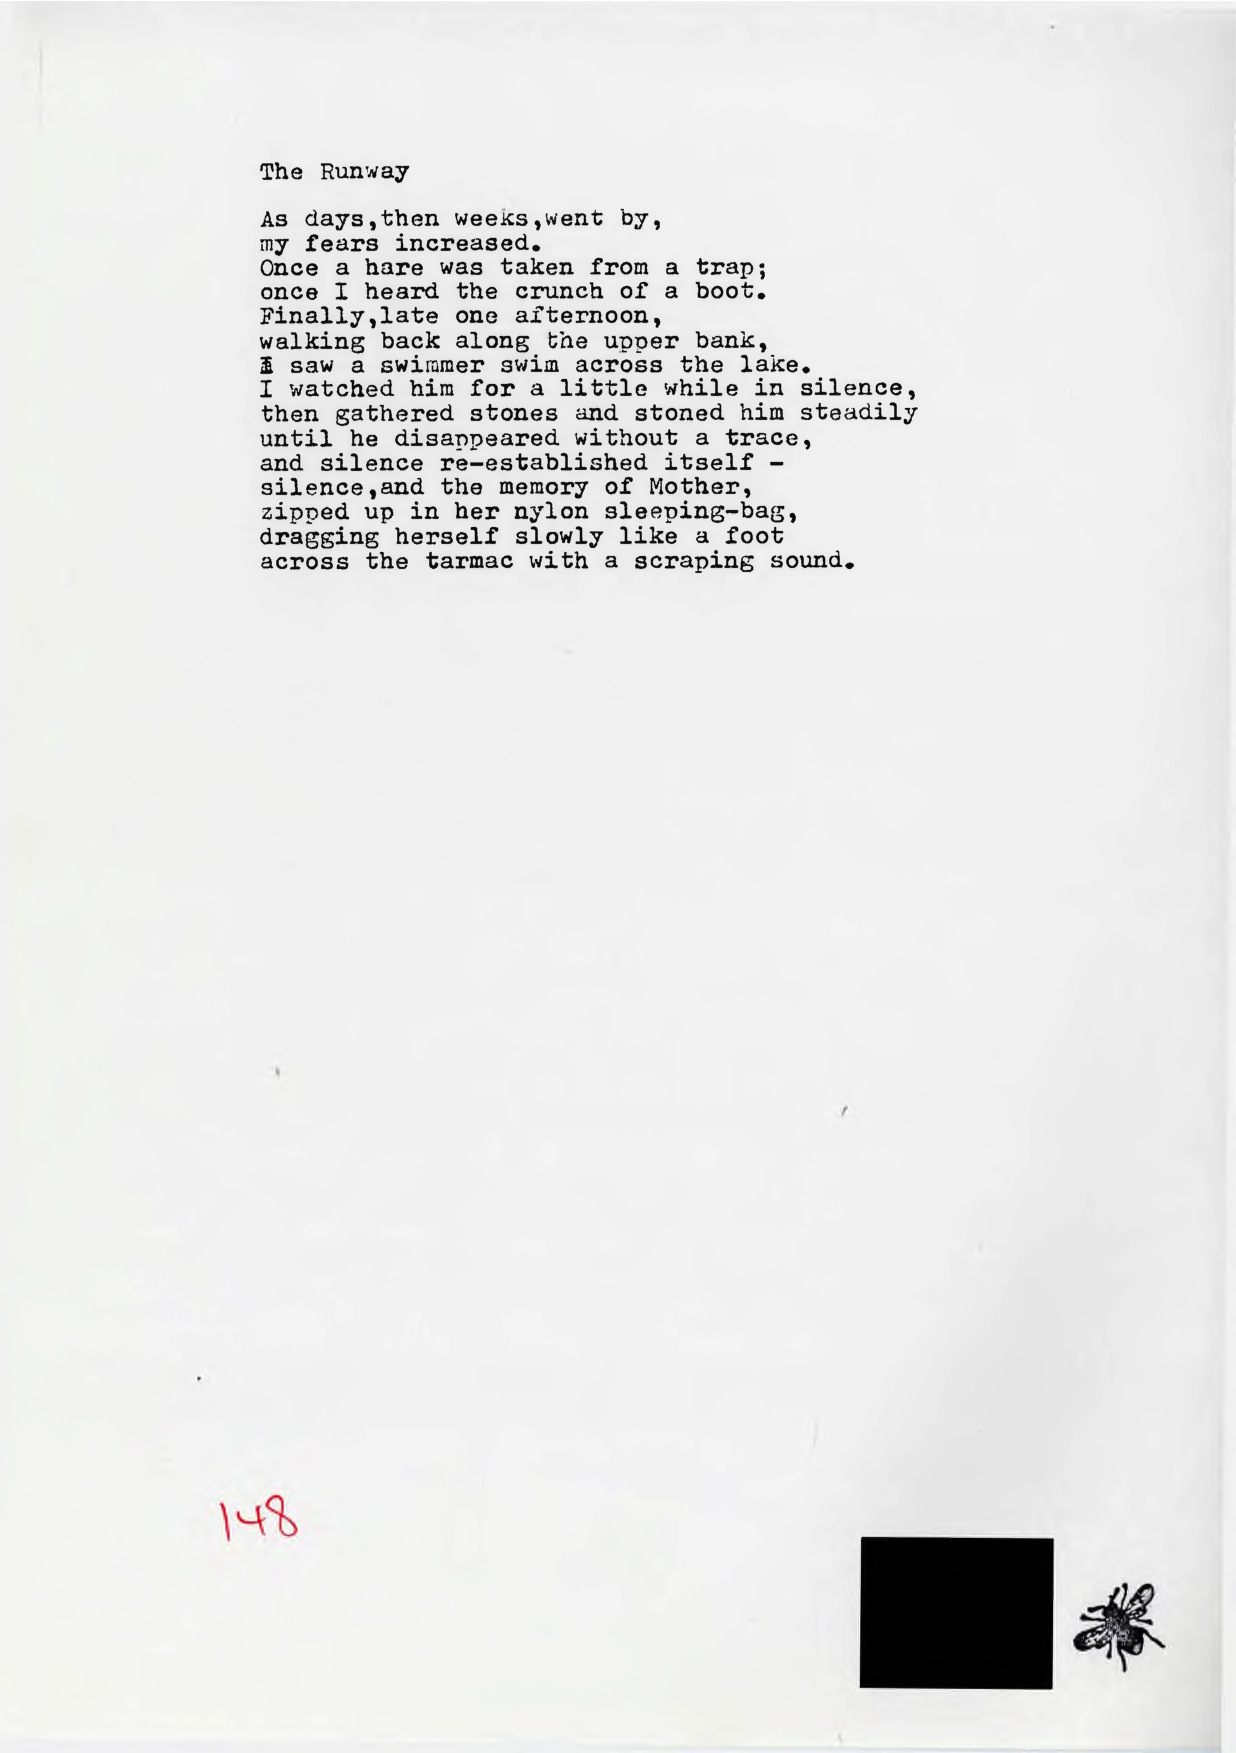 The Runway
As days,then weeks,went by,
my fears increased.
Once a hare was taken from a trap;
once I heard the crunch of a boot.
Finally,late one afternoon,
walking back along the upper bank,
I saw a swimmer swim across the lake.
I watched him for a little while in silence,
then gathered stones and stoned him steadily
until he disappeared without a trace,
and silence re-established itself -
silence,and the memory of Mother,
zipped up in her nylon sleeping-bag,
dragging herself slowly like a foot
across the tarmac with a scraping sound.
148